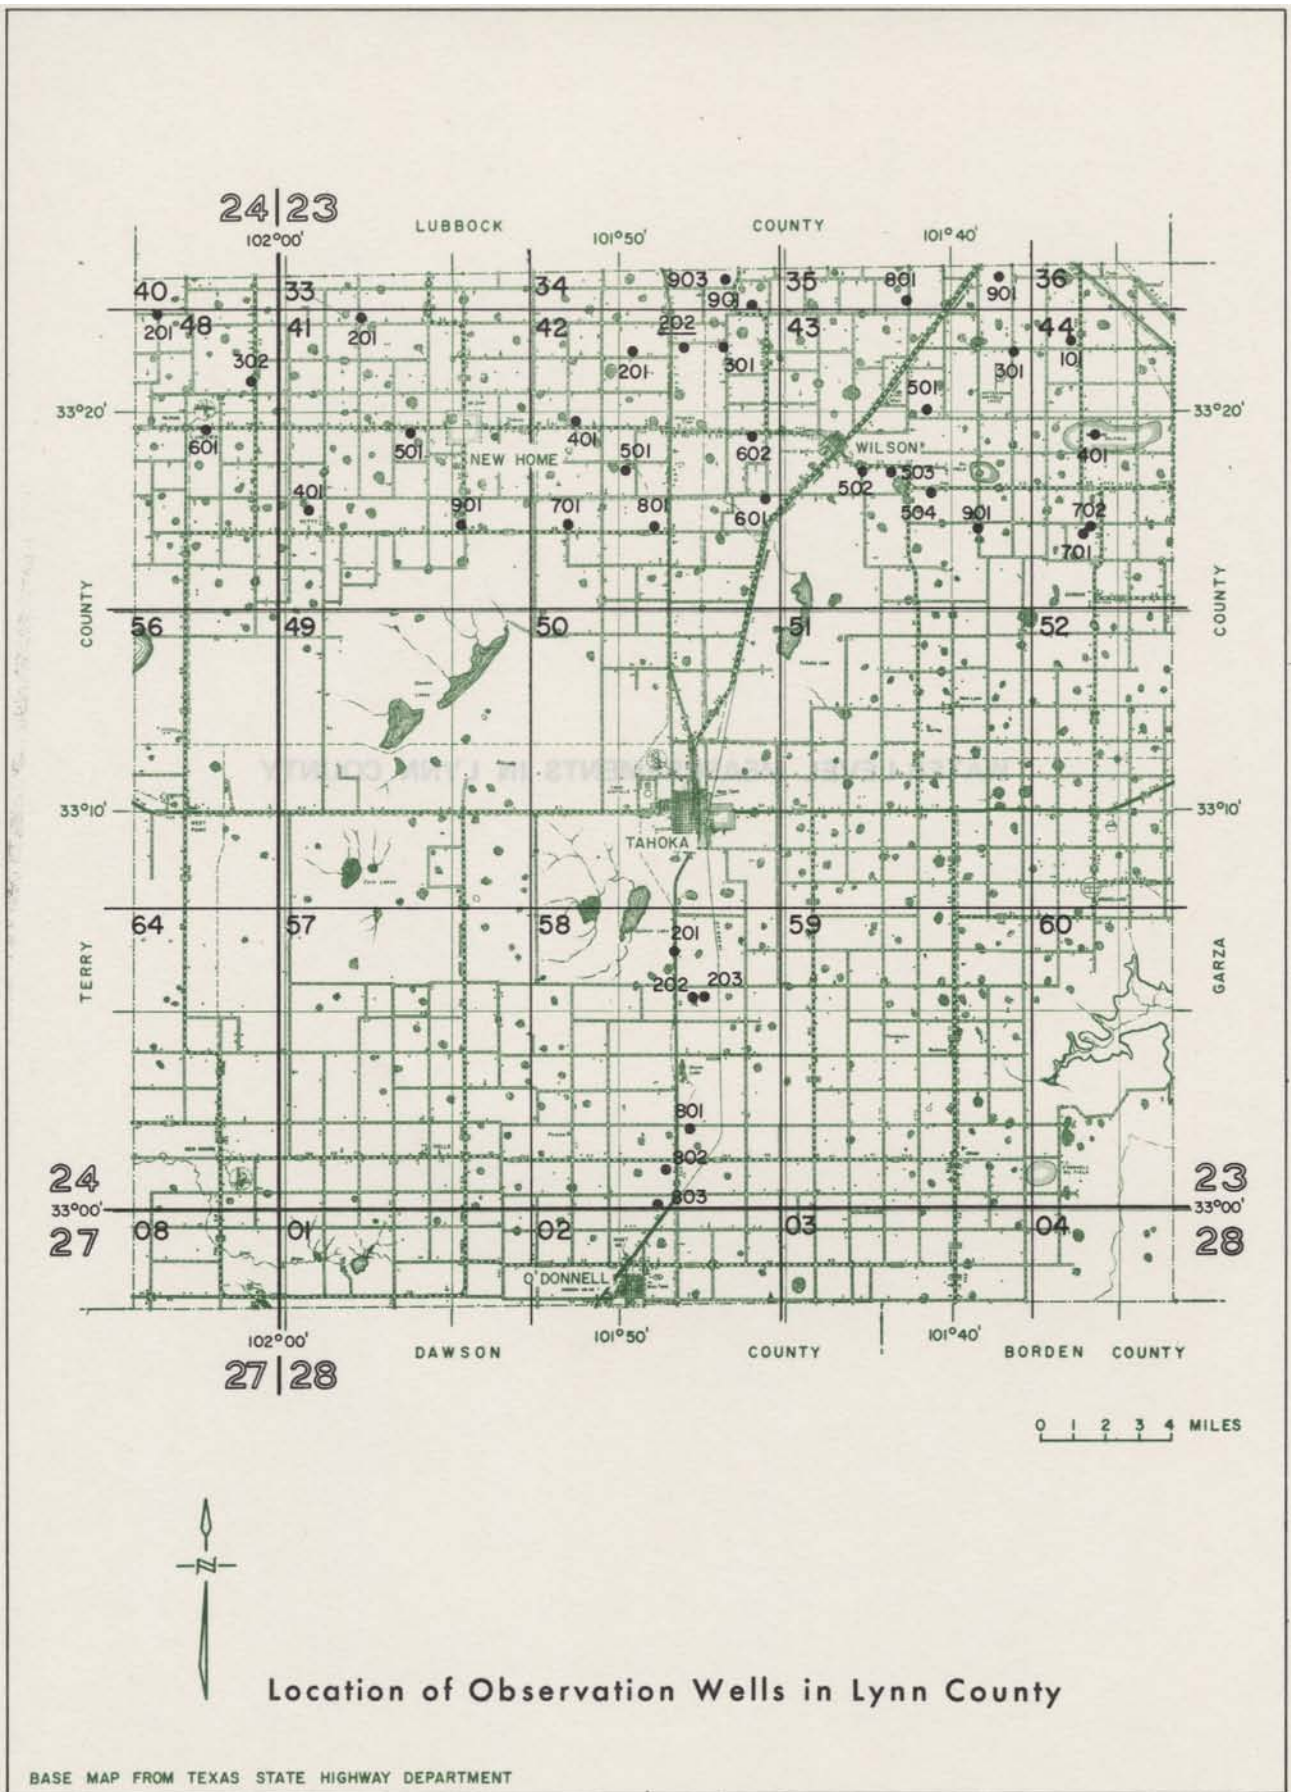 24|23
LUBBOCK COUNTY
102°00' 101°50' 101°40'
903 801 901
40 33 34 901 35 36
201 48 41 201 42 202 43 44
302 201 301 301 101
501
33°20' 33°20'
601 501 401 602 WILSON 401
NEW HOME 501 503
502
401 901 701 801 601 504 901 702
701
COUNTY COUNTY
56 49 50 51 52
33°10' 33°10'
TAHOKA
64 57 58 59 60
201
TERRY GARZA
202 203
801
802
24 803 23
33°00' 33°00'
27 08 01 02 03 04 28
O'DONNELL
102°00' 101°50' 101°40'
DAWSON COUNTY BORDEN COUNTY
27|28
0 1 2 3 4 MILES
N
Location of Observation Wells in Lynn County
BASE MAP FROM TEXAS STATE HIGHWAY DEPARTMENT